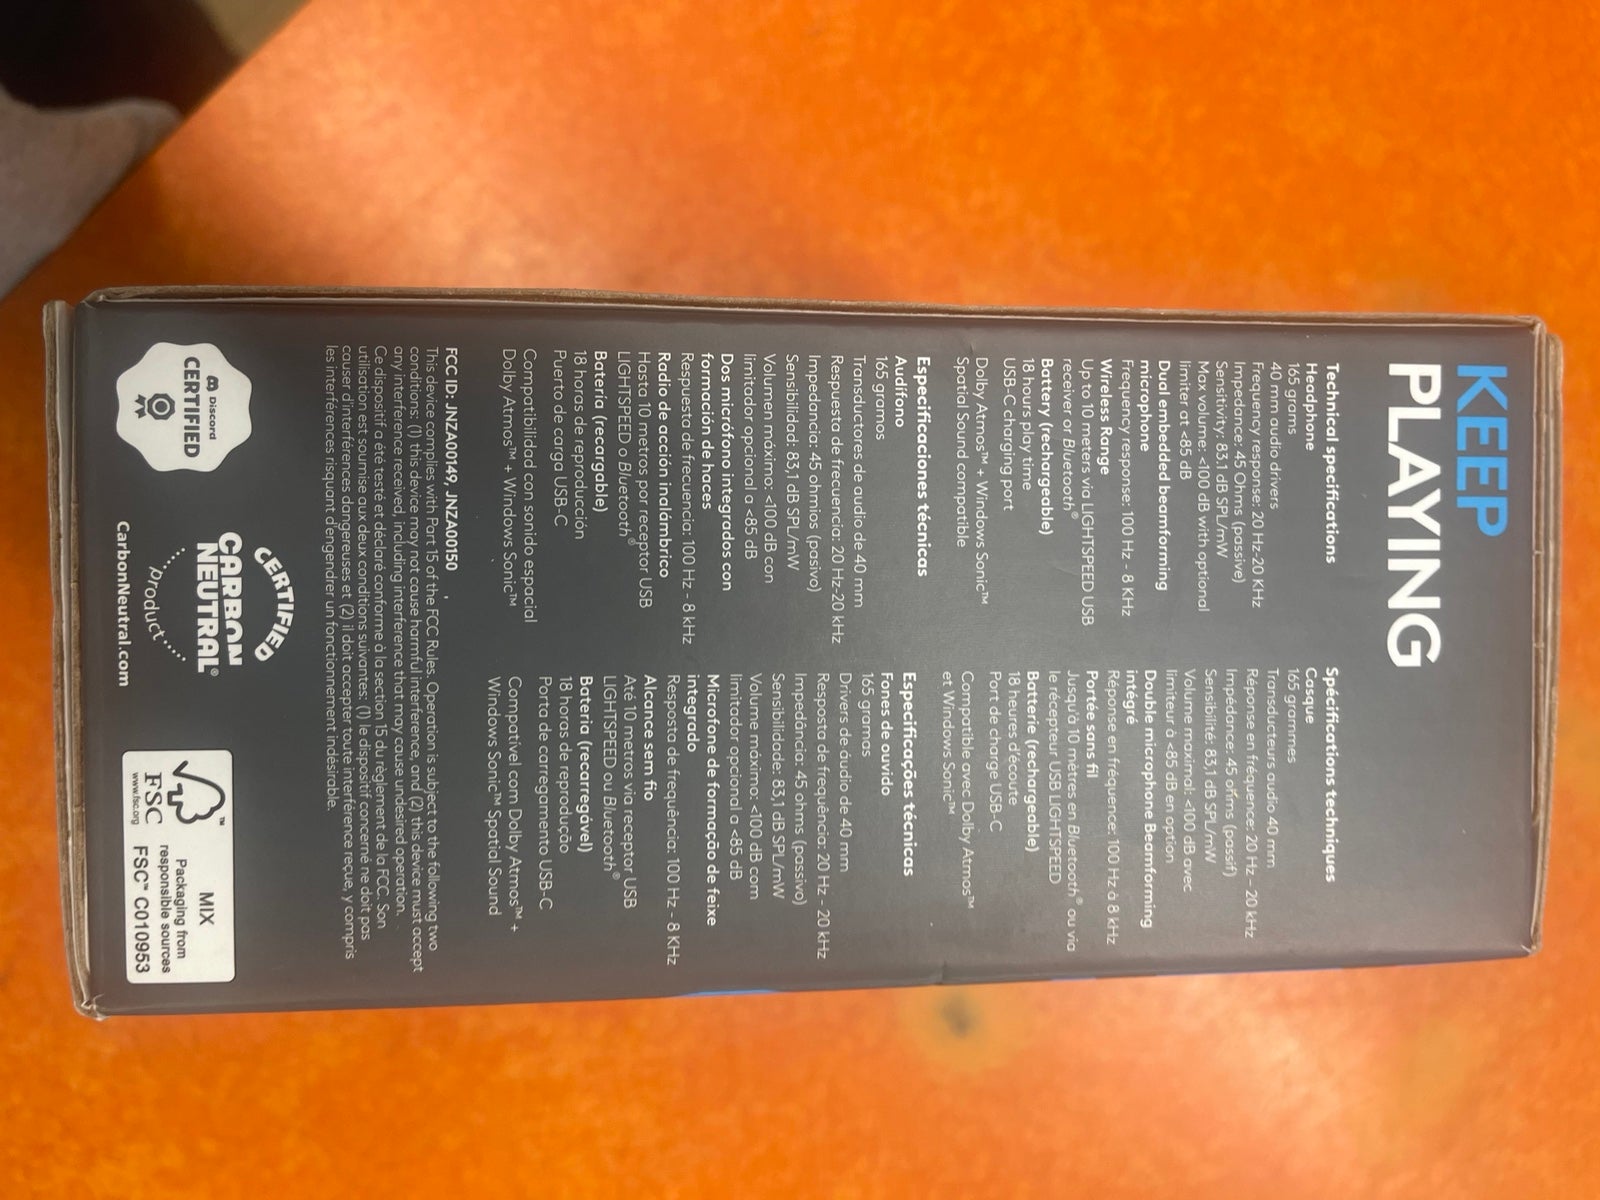 KEEP
PLAYING
Technical specifications
Headphone
165 grams
40 mm audio drivers
Frequency response: 20 Hz-20 KHz
Impedance: 45 Ohms (passive)
Sensitivity: 83,1 dB SPL/mW
Max volume: <100 dB with optional
limiter at <85 dB
Dual embedded beamforming
microphone
Frequency response: 100 Hz - 8 KHz
Wireless Range
Up to 10 meters via LIGHTSPEED USB
receiver or Bluetooth®
Battery (rechargeable)
18 hours play time
USB-C charging port
Dolby Atmos™ + Windows Sonic™
Spatial Sound compatible
Spécifications techniques
Casque
165 grammes
Transducteurs audio 40 mm
Réponse en fréquence: 20 Hz - 20 kHz
Impédance: 45 ohms (passif)
Sensibilité: 83,1 dB SPL/mW
Volume maximal: <100 dB avec
limiteur à <85 dB en option
Double microphone Beamforming
intégré
Réponse en fréquence: 100 Hz à 8 kHz
Portée sans fil
Jusqu'à 10 mètres en Bluetooth® ou via
le récepteur USB LIGHTSPEED
Batterie (rechargeable)
18 heures d'écoute
Port de charge USB-C
Compatible avec Dolby Atmos™
et Windows Sonic™
Especificaciones técnicas
Audífono
165 gramos
Transductores de audio de 40 mm
Respuesta de frecuencia: 20 Hz-20 kHz
Impedancia: 45 ohmios (pasivo)
Sensibilidad: 83,1 dB SPL/mW
Volumen máximo: <100 dB con
limitador opcional a <85 dB
Dos micrófono integrados con
formación de haces
Respuesta de frecuencia: 100 Hz - 8 kHz
Radio de acción inalámbrico
Hasta 10 metros por receptor USB
LIGHTSPEED o Bluetooth®
Batería (recargable)
18 horas de reproducción
Puerto de carga USB-C
Compatibilidad con sonido espacial
Dolby Atmos™ + Windows Sonic™
Especificações técnicas
Fones de ouvido
165 gramas
Drivers de áudio de 40 mm
Resposta de frequência: 20 Hz - 20 kHz
Impedância: 45 ohms (passivo)
Sensibilidade: 83,1 dB SPL/mW
Volume máximo: <100 dB com
limitador opcional a <85 dB
Microfone de formação de feixe
integrado
Resposta de frequência: 100 Hz - 8 KHz
Alcance sem fio
Até 10 metros via receptor USB
LIGHTSPEED ou Bluetooth®
Bateria (recarregável)
18 horas de reprodução
Porta de carregamento USB-C
Compatível com Dolby Atmos™ +
Windows Sonic™ Spatial Sound
FCC ID: JNZA00149, JNZA00150
This device complies with Part 15 of the FCC Rules. Operation is subject to the following two
conditions: (1) this device may not cause harmful interference, and (2) this device must accept
any interference received, including interference that may cause undesired operation.
Ce dispositif a été testé et déclaré conforme à la section 15 du règlement de la FCC. Son
utilisation est soumise aux deux conditions suivantes: (1) le dispositif concerné ne doit pas
causer d'interférences dangereuses et (2) il doit accepter toute interférence reçue, y compris
les interférences risquant d'engendrer un fonctionnement indésirable.
Discord
CERTIFIED
CERTIFIED
CARBON
NEUTRAL®
product
CarbonNeutral.com
FSC
www.fsc.org
MIX
Packaging from
responsible sources
FSC™ C010953